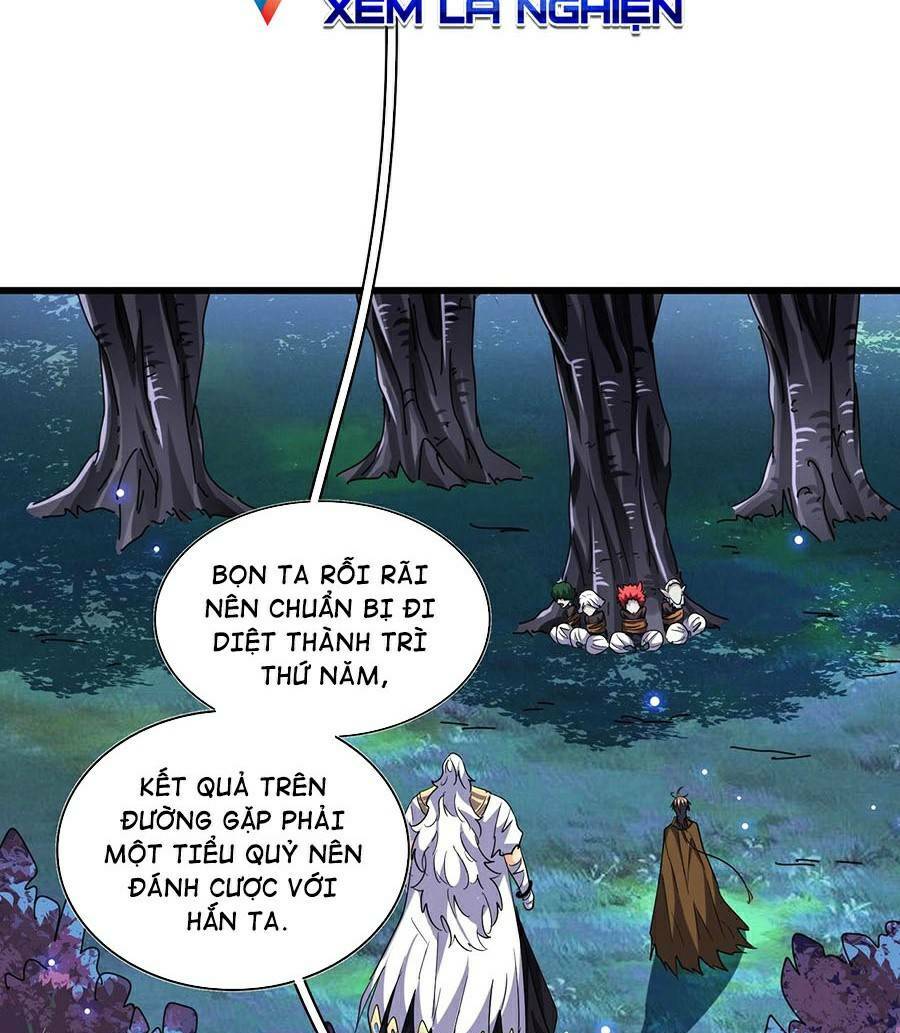 XEM LÀ NGHIỆN
BỌN TA RỖI RÃI
NÊN CHUẨN BỊ ĐI
DIỆT THÀNH TRÌ
THỨ NĂM,
KẾT QUẢ TRÊN
ĐƯỜNG GẶP PHẢI
MỘT TIỂU QUỶ NÊN
ĐÁNH CƯỢC VỚI
HẮN TA.